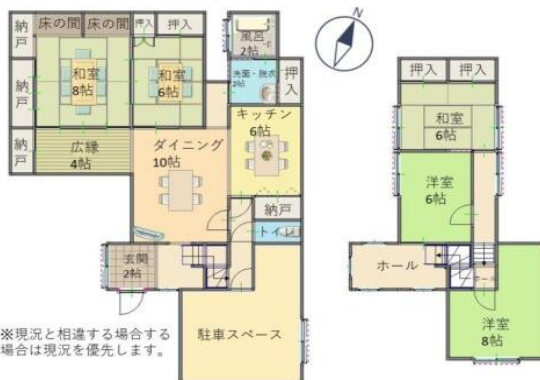 N
床の間
床の間
押入
押入
納戸
和室
8帖
和室
6帖
風呂
2帖
洗面・脱衣
2帖
押入
納戸
納戸
広縁
4帖
ダイニング
10帖
キッチン
6帖
納戸
トイレ
玄関
2帖
駐車スペース
※現況と相違する場合する
場合は現況を優先します。
押入
押入
和室
6帖
洋室
6帖
ホール
洋室
8帖